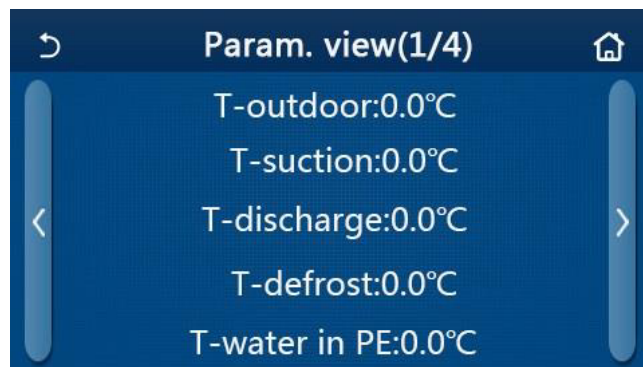 Param. view(1/4)
T-outdoor:0.0℃
T-suction:0.0℃
T-discharge:0.0℃
T-defrost:0.0℃
T-water in PE:0.0℃